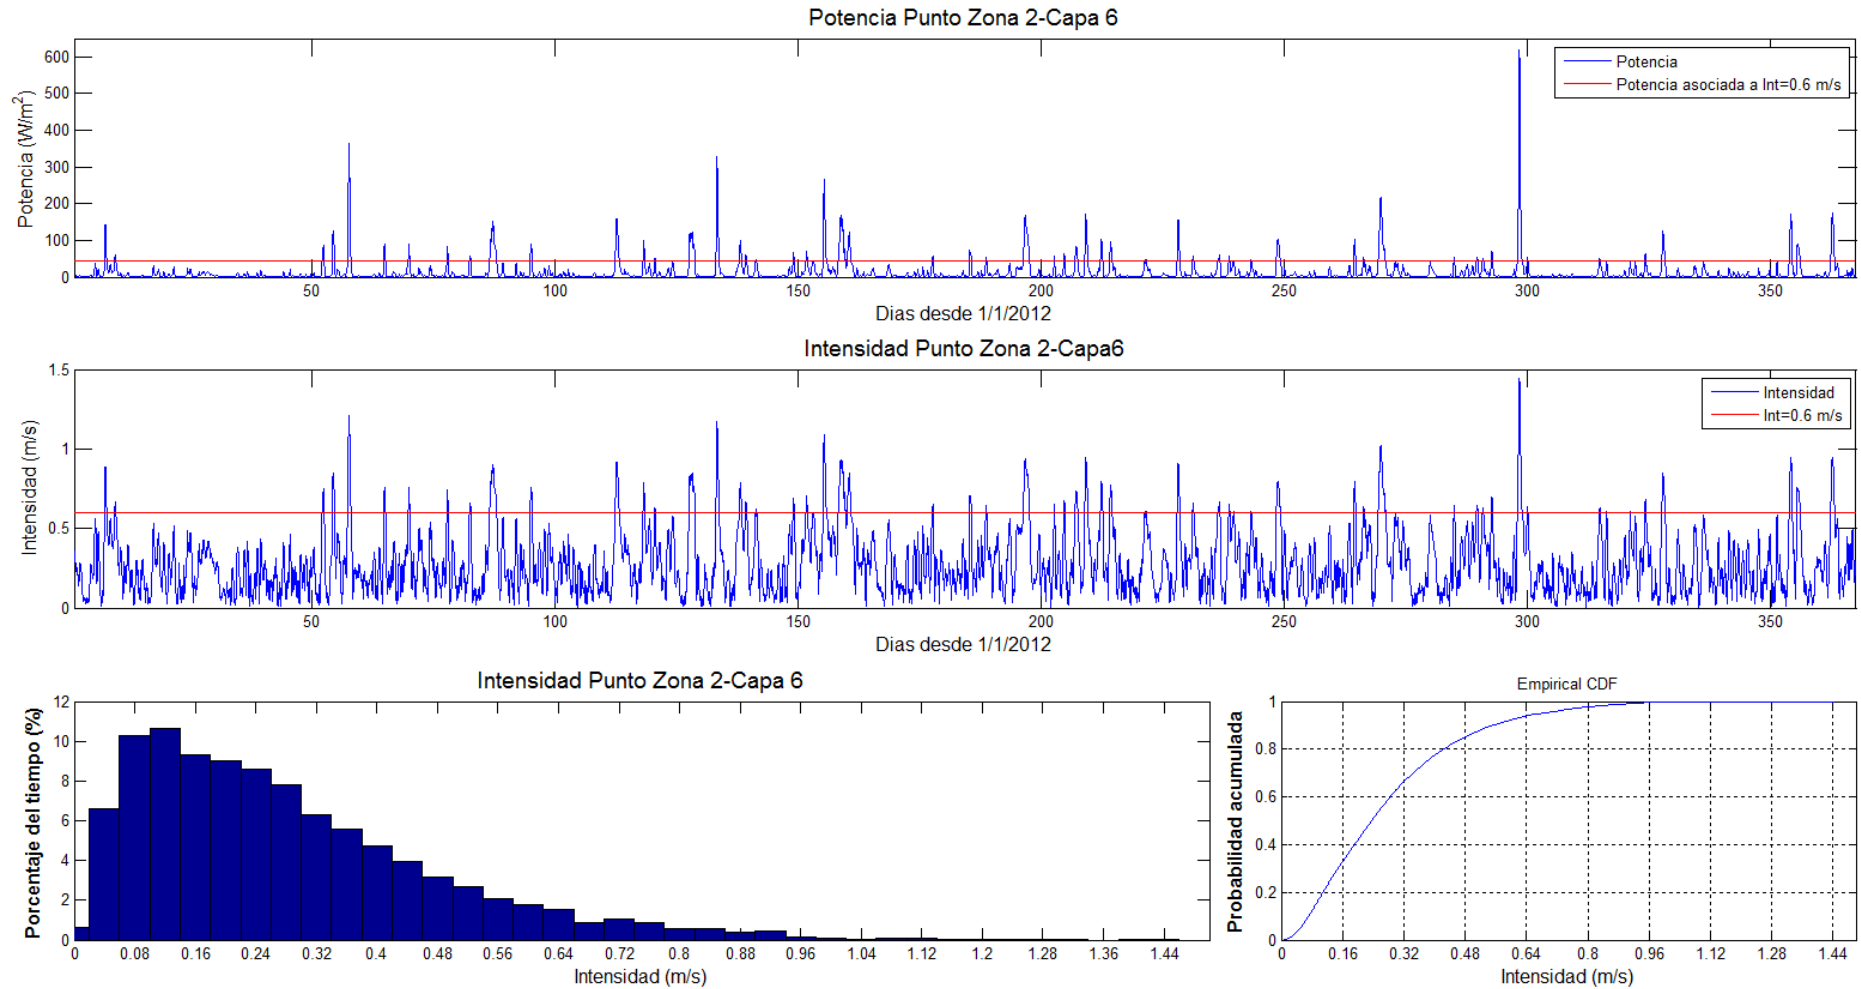 Potencia Punto Zona 2-Capa 6
Potencia (W/m²)
600
500
400
300
200
100
0
Potencia
Potencia asociada a Int=0.6 m/s
50 100 150 200 250 300 350
Dias desde 1/1/2012
Intensidad Punto Zona 2-Capa6
Intensidad (m/s)
1.5
1
0.5
0
Intensidad
Int=0.6 m/s
50 100 150 200 250 300 350
Dias desde 1/1/2012
Intensidad Punto Zona 2-Capa 6
Porcentaje del tiempo (%)
12
10
8
6
4
2
0
0 0.08 0.16 0.24 0.32 0.4 0.48 0.56 0.64 0.72 0.8 0.88 0.96 1.04 1.12 1.2 1.28 1.36 1.44
Intensidad (m/s)
Empirical CDF
Probabilidad acumulada
1
0.8
0.6
0.4
0.2
0
0 0.16 0.32 0.48 0.64 0.8 0.96 1.12 1.28 1.44
Intensidad (m/s)